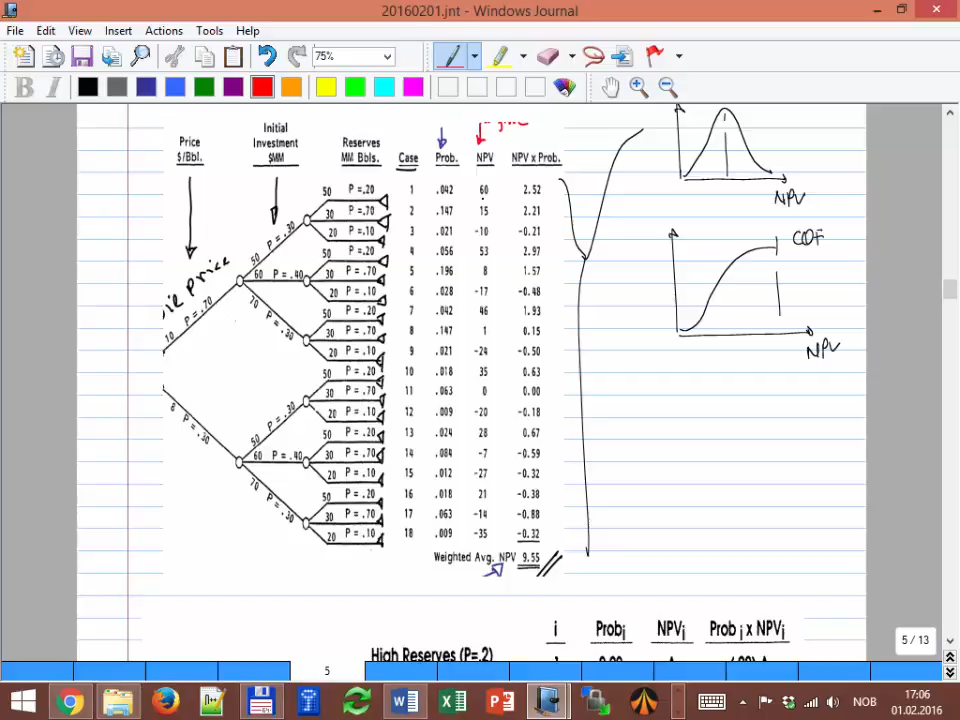 20160201.jnt - Windows Journal
File Edit View Insert Actions Tools Help
75%
B I
Price
$/Bbl.
Initial
Investment
$MM
Reserves
MM Bbls.
Case Prob. NPV NPV x Prob.
50 P = .20 1 .042 60 2.52
30 P = .70 2 .147 15 2.21
20 P = .10 3 .021 -10 -0.21
50 P = .30
50 P = .20 4 .056 53 2.97
60 P = .40 30 P = .70 5 .196 8 1.57
20 P = .10 6 .028 -17 -0.48
70 P = .30
50 P = .20 7 .042 46 1.93
30 P = .70 8 .147 1 0.15
20 P = .10 9 .021 -24 -0.50
10 P = .70
price
50 P = .20 10 .018 35 0.63
30 P = .70 11 .063 0 0.00
20 P = .10 12 .009 -20 -0.18
8 P = .30
50 P = .30
50 P = .20 13 .024 28 0.67
60 P = .40 30 P = .70 14 .084 -7 -0.59
20 P = .10 15 .012 -27 -0.32
70 P = .30
50 P = .20 16 .018 21 -0.38
30 P = .70 17 .063 -14 -0.88
20 P = .10 18 .009 -35 -0.32
Weighted Avg. NPV 9.55
NPV
CDF
NPV
i Probi NPVi Prob i x NPVi
High Reserves (P=.2)
5 / 13
5
NOB
17:06
01.02.2016